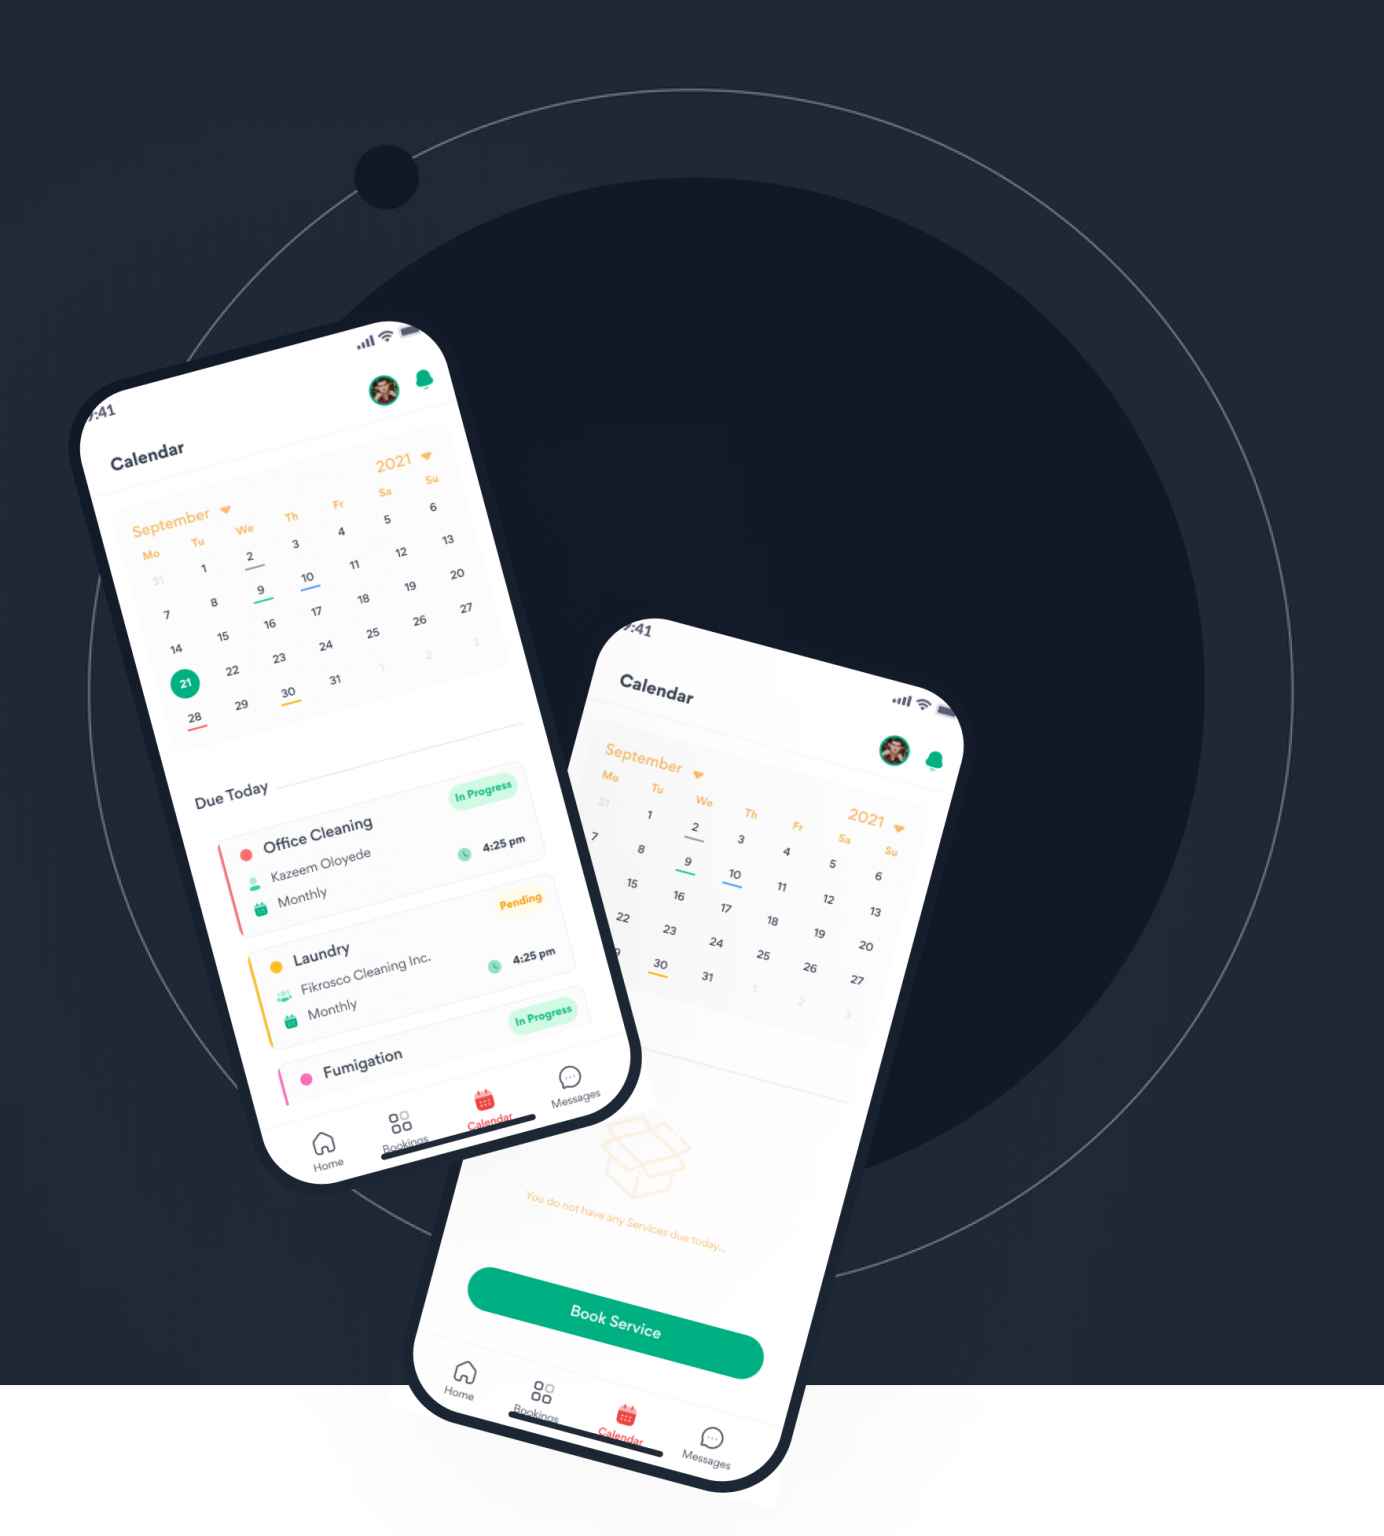 9:41
Calendar
September 2021
Mo Tu We Th Fr Sa Su
31 1 2 3 4 5 6
7 8 9 10 11 12 13
14 15 16 17 18 19 20
21 22 23 24 25 26 27
28 29 30 31 1 2 3
Due Today
In Progress
Office Cleaning
Kazeem Oloyede
4:25 pm
Monthly
Pending
Laundry
Fikrosco Cleaning Inc.
4:25 pm
Monthly
In Progress
Fumigation
Home Bookings Calendar Messages
9:41
Calendar
September 2021
Mo Tu We Th Fr Sa Su
31 1 2 3 4 5 6
7 8 9 10 11 12 13
15 16 17 18 19 20
22 23 24 25 26 27
30 31 1 2 3
You do not have any Services due today...
Book Service
Home Bookings Calendar Messages